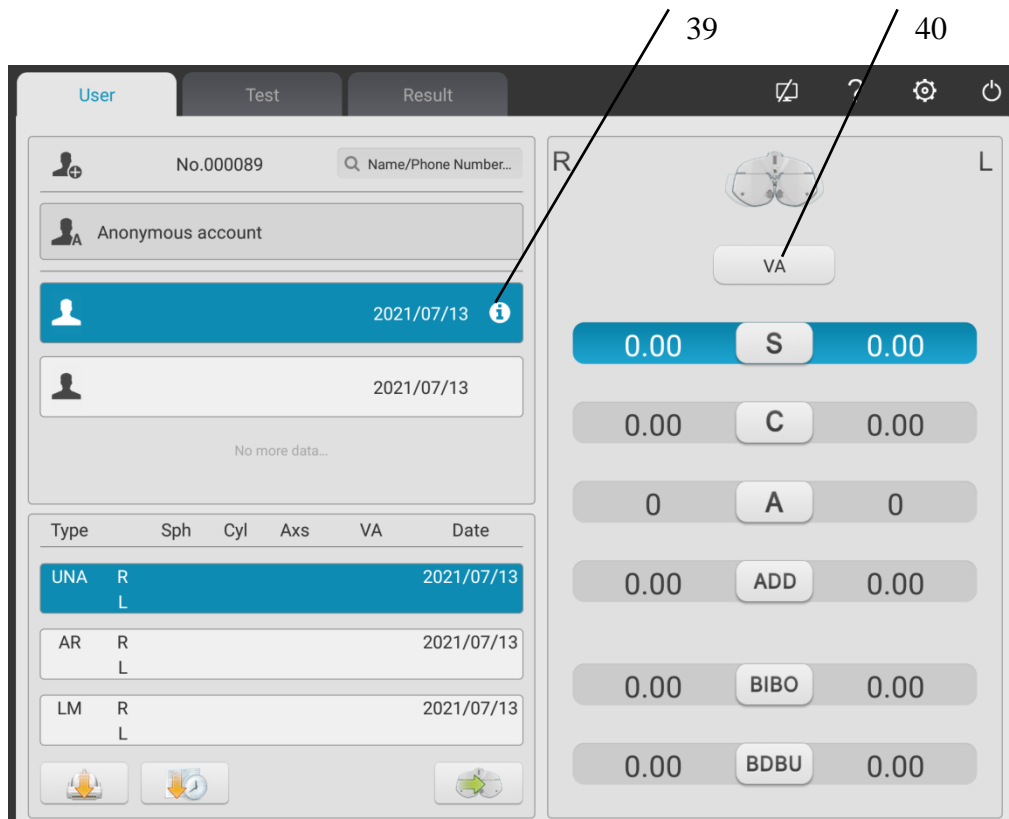 39 40
User Test Result ?
No.000089 Name/Phone Number...
A Anonymous account
2021/07/13 i
2021/07/13
No more data...
Type Sph Cyl Axs VA Date
UNA R 2021/07/13
L
AR R 2021/07/13
L
LM R 2021/07/13
L
R L
VA
0.00 S 0.00
0.00 C 0.00
0 A 0
0.00 ADD 0.00
0.00 BIBO 0.00
0.00 BDBU 0.00